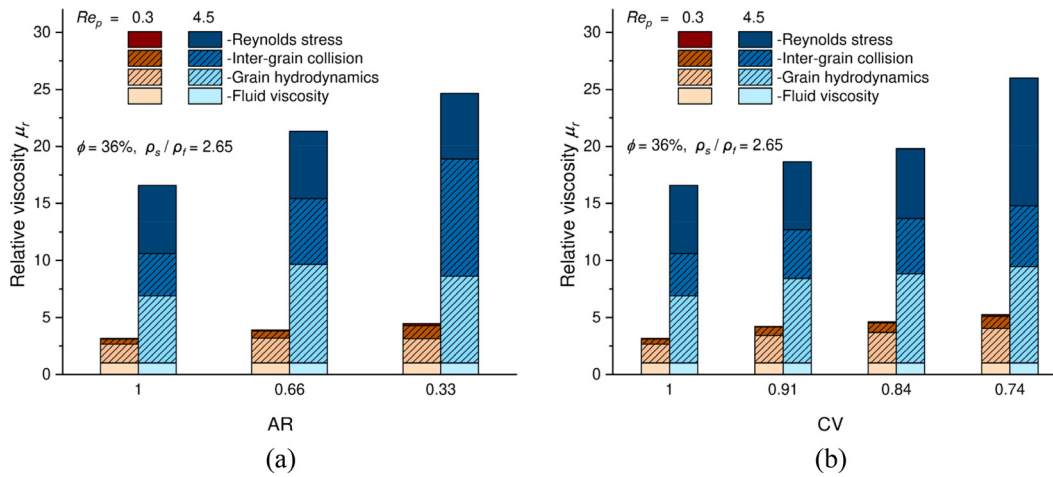 Re_p = 0.3 4.5
-Reynolds stress
-Inter-grain collision
-Grain hydrodynamics
-Fluid viscosity
ϕ = 36%, ρ_s / ρ_f = 2.65
Relative viscosity μ_r
30
25
20
15
10
5
0
1 0.66 0.33
AR
(a)
Re_p = 0.3 4.5
-Reynolds stress
-Inter-grain collision
-Grain hydrodynamics
-Fluid viscosity
ϕ = 36%, ρ_s / ρ_f = 2.65
Relative viscosity μ_r
30
25
20
15
10
5
0
1 0.91 0.84 0.74
CV
(b)